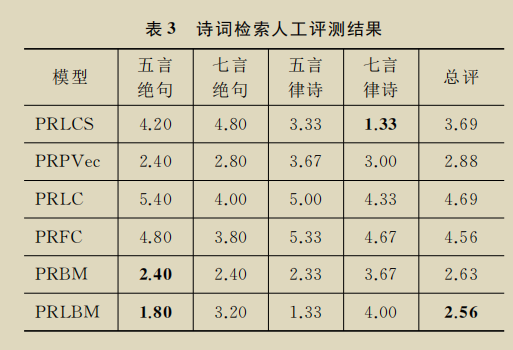 表3 诗词检索人工评测结果
模型 五言绝句 七言绝句 五言律诗 七言律诗 总评
PRLCS 4.20 4.80 3.33 1.33 3.69
PRPVec 2.40 2.80 3.67 3.00 2.88
PRLC 5.40 4.00 5.00 4.33 4.69
PRFC 4.80 3.80 5.33 4.67 4.56
PRBM 2.40 2.40 2.33 3.67 2.63
PRLBM 1.80 3.20 1.33 4.00 2.56